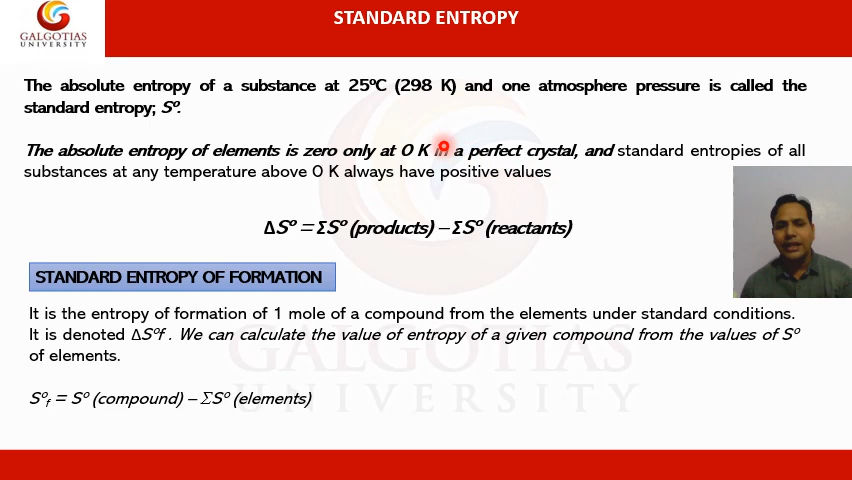 GALGOTIAS
UNIVERSITY
STANDARD ENTROPY
The absolute entropy of a substance at 25ºC (298 K) and one atmosphere pressure is called the
standard entropy; Sº.
The absolute entropy of elements is zero only at 0 K in a perfect crystal, and standard entropies of all
substances at any temperature above 0 K always have positive values
ΔSº = ΣSº (products) – ΣSº (reactants)
STANDARD ENTROPY OF FORMATION
It is the entropy of formation of 1 mole of a compound from the elements under standard conditions.
It is denoted ΔSºf . We can calculate the value of entropy of a given compound from the values of Sº
of elements.
Sºf = Sº (compound) – ΣSº (elements)
GALGOTIAS
UNIVERSITY